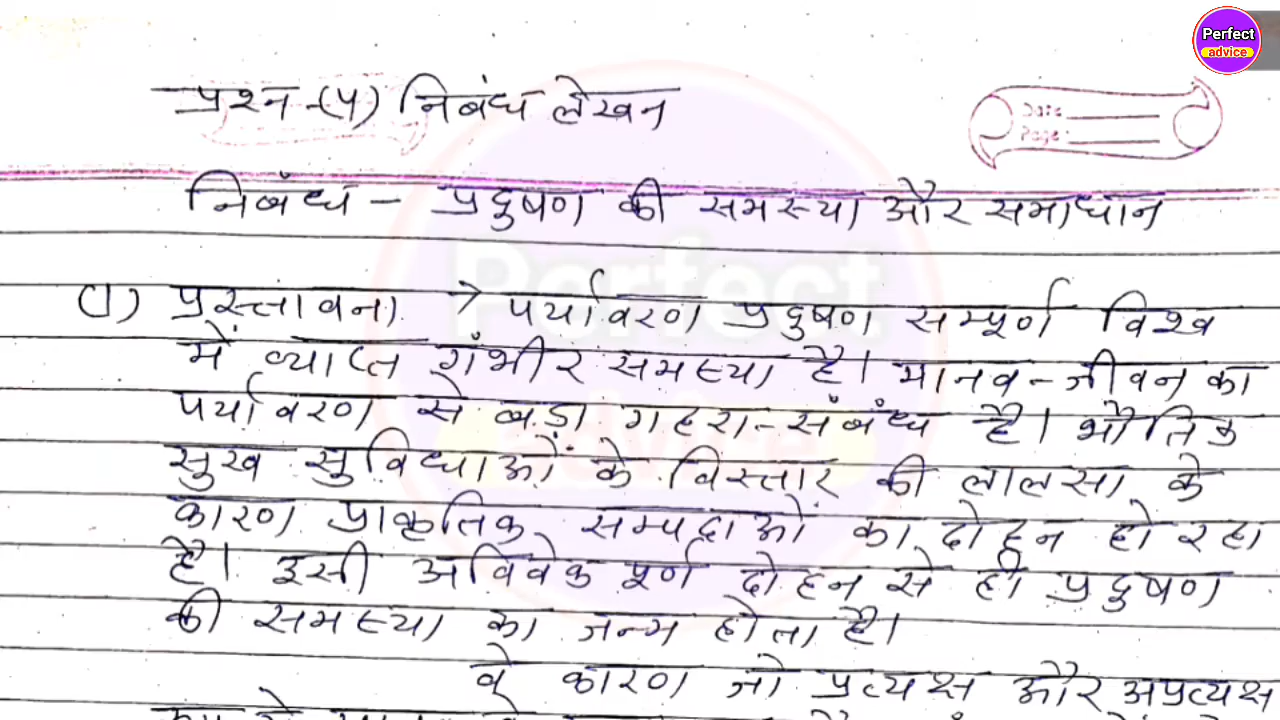 Perfect
advice
प्रश्न-(५) निबंध लेखन
Date
Page:
निबंध - प्रदुषण की समस्या और समाधान
(1) प्रस्तावना → पर्यावरण प्रदुषण सम्पूर्ण विश्व
में व्याप्त गंभीर समस्या है। मानव-जीवन का
पर्यावरण से बड़ा गहरा-संबंध है। भौतिक
सुख सुविधाओं के विस्तार की लालसा के
कारण प्राकृतिक सम्पदाओं का दोहन हो रहा
है। इसी अविवेक पूर्ण दोहन से ही प्रदुषण
की समस्या का जन्म होता है।
वे कारण जो प्रत्यक्ष और अप्रत्यक्ष
Perfect
advice